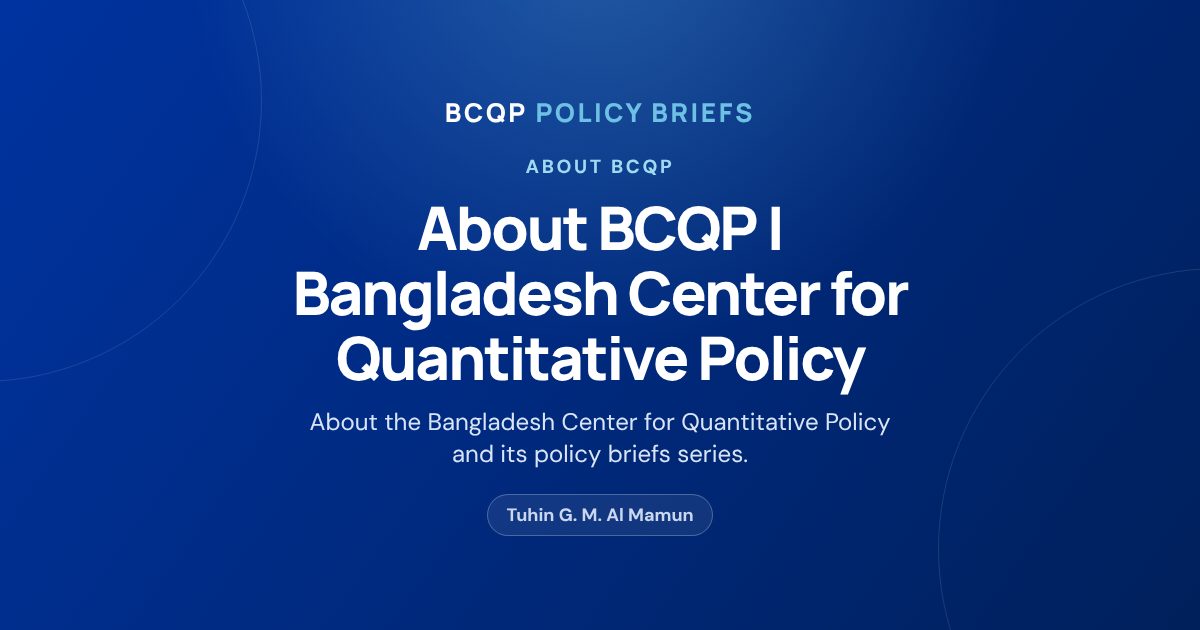 BCQP POLICY BRIEFS
ABOUT BCQP
About BCQP |
Bangladesh Center for
Quantitative Policy
About the Bangladesh Center for Quantitative Policy
and its policy briefs series.
Tuhin G. M. Al Mamun